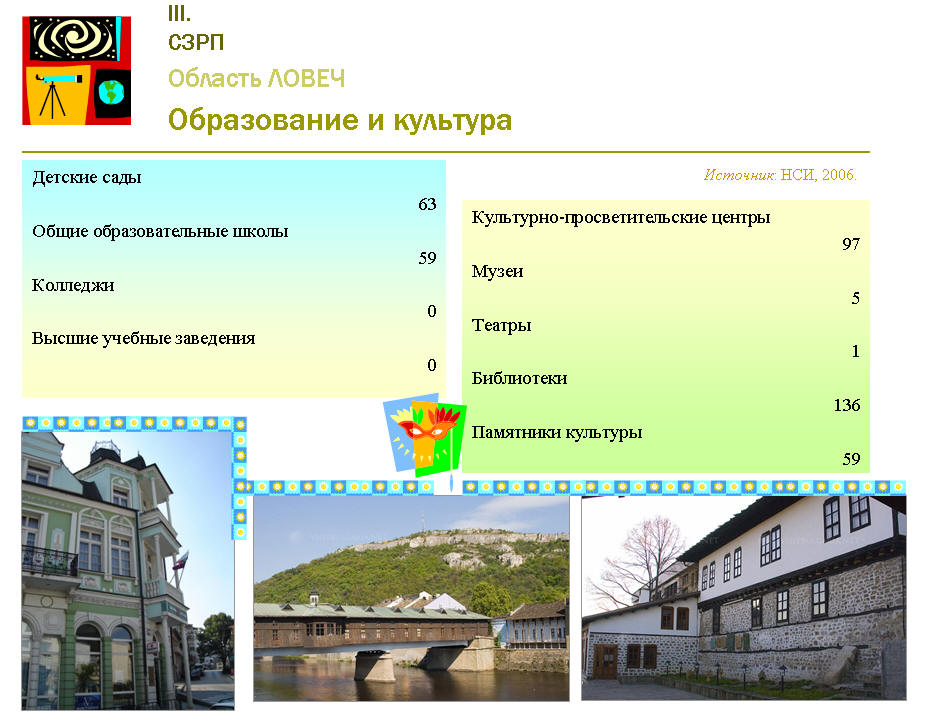 III.
СЗРП
Область ЛОВЕЧ
Образование и культура
Детские сады
63
Общие образовательные школы
59
Колледжи
0
Высшие учебные заведения
0
Источник: НСИ, 2006.
Культурно-просветительские центры
97
Музеи
5
Театры
1
Библиотеки
136
Памятники культуры
59